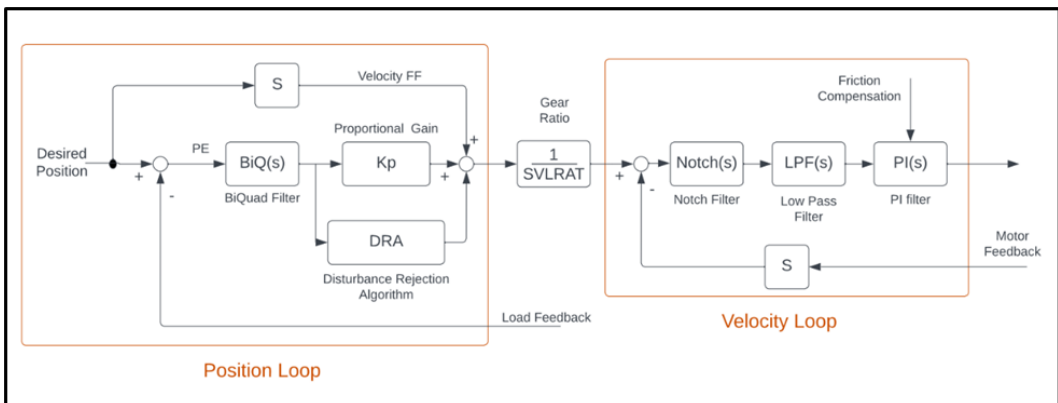 S
Velocity FF
+
Desired
Position
+
-
PE
BiQ(s)
BiQuad Filter
Proportional Gain
Kp
+
DRA
Disturbance Rejection
Algorithm
Load Feedback
Position Loop
Gear
Ratio
1
SVLRAT
+
-
Friction
Compensation
Notch(s)
Notch Filter
LPF(s)
Low Pass
Filter
PI(s)
PI filter
S
Motor
Feedback
Velocity Loop